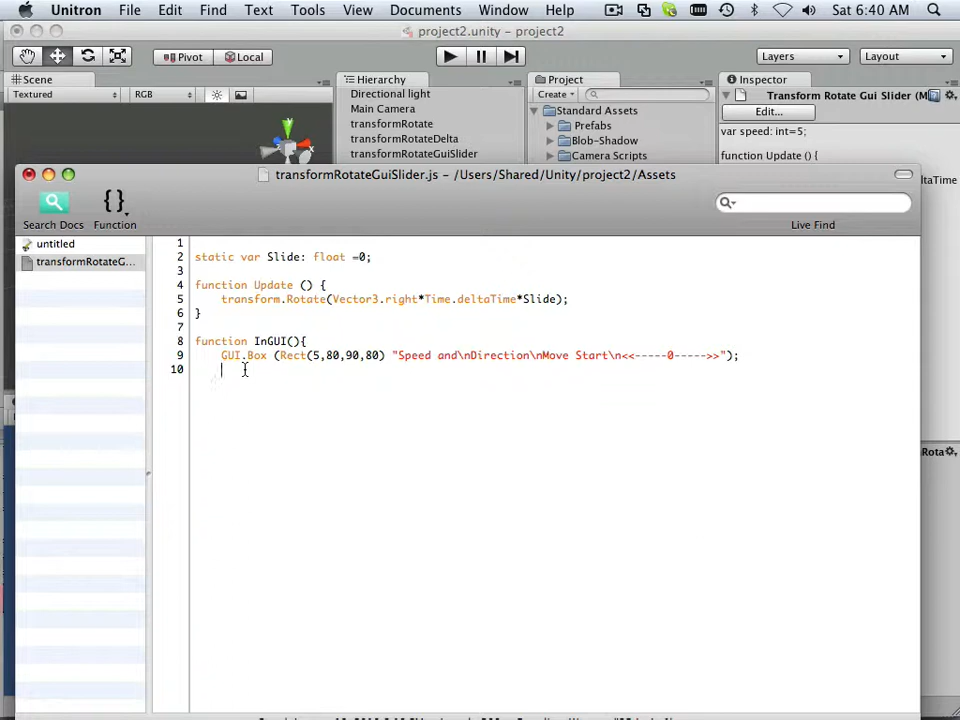 Unitron File Edit Find Text Tools View Documents Window Help Sat 6:40 AM
project2.unity - project2
Pivot Local Layers Layout
Scene Hierarchy Project Inspector
Textured RGB Create
Directional light
Main Camera
transformRotate
transformRotateDelta
transformRotateGuiSlider
Standard Assets
Prefabs
Blob-Shadow
Camera Scripts
Transform Rotate Gui Slider (M
Edit...
var speed: int=5;
function Update () {
ltaTime
transformRotateGuiSlider.js - /Users/Shared/Unity/project2/Assets
{ }
Search Docs Function Live Find
untitled
transformRotateG...
1
2 static var Slide: float =0;
3
4 function Update () {
5 transform.Rotate(Vector3.right*Time.deltaTime*Slide);
6 }
7
8 function InGUI(){
9 GUI.Box (Rect(5,80,90,80) "Speed and\nDirection\nMove Start\n<<-----0----->>");
10
Rota